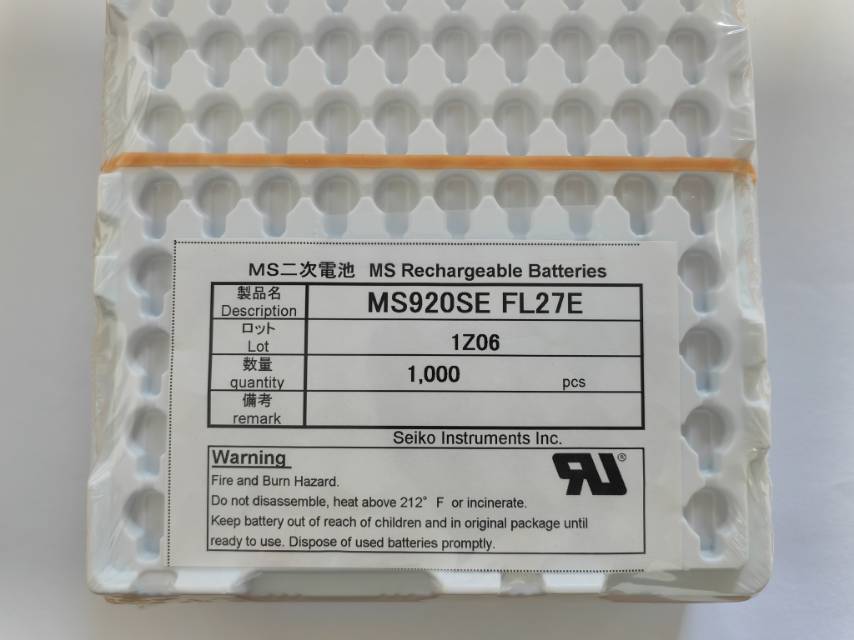 MS二次電池 MS Rechargeable Batteries
製品名
Description
MS920SE FL27E
ロット
Lot
1Z06
数量
quantity
1,000 pcs
備考
remark
Seiko Instruments Inc.
Warning
Fire and Burn Hazard.
Do not disassemble, heat above 212° F or incinerate.
Keep battery out of reach of children and in original package until
ready to use. Dispose of used batteries promptly.
RU®